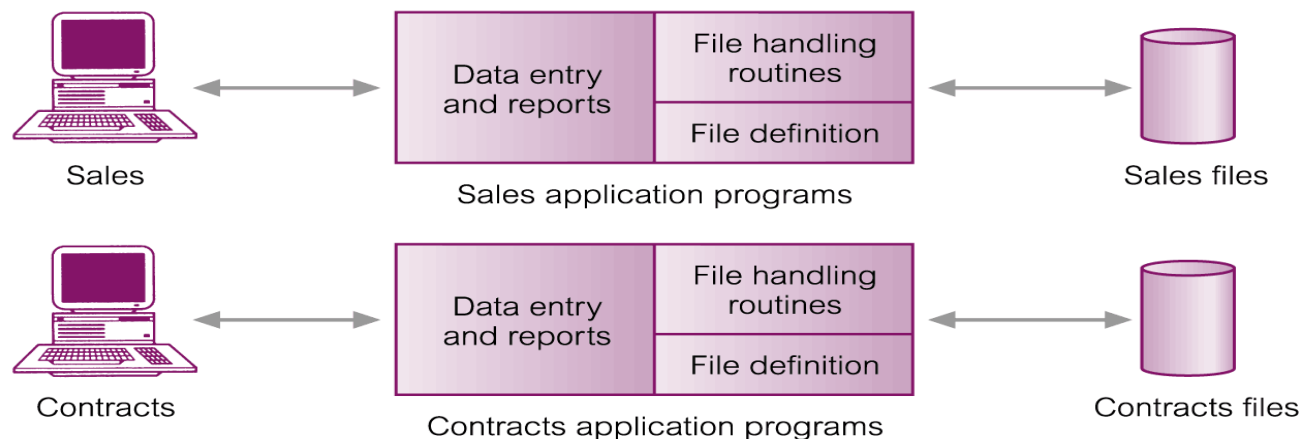 Sales
Data entry
and reports
File handling
routines
File definition
Sales application programs
Sales files
Contracts
Data entry
and reports
File handling
routines
File definition
Contracts application programs
Contracts files